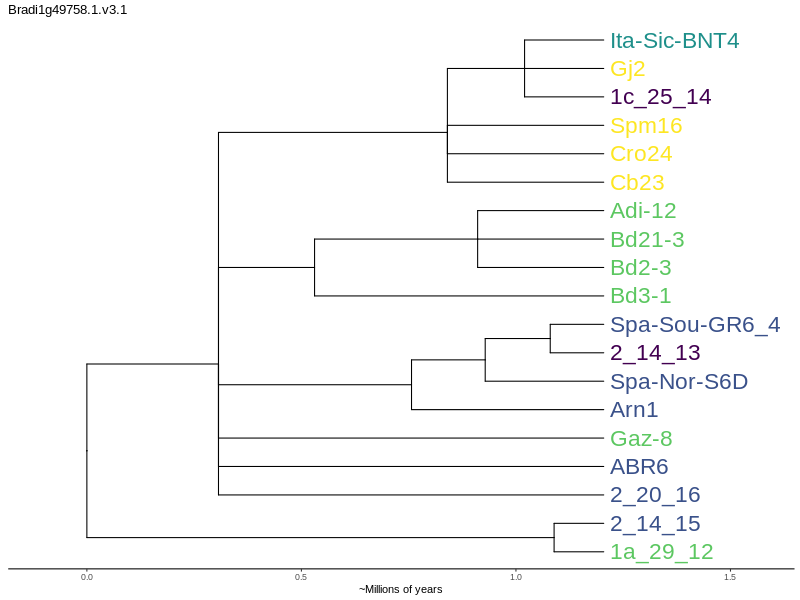 Bradi1g49758.1.v3.1
Ita-Sic-BNT4
Gj2
1c_25_14
Spm16
Cro24
Cb23
Adi-12
Bd21-3
Bd2-3
Bd3-1
Spa-Sou-GR6_4
2_14_13
Spa-Nor-S6D
Arn1
Gaz-8
ABR6
2_20_16
2_14_15
1a_29_12
0.0 0.5 1.0 1.5
~Millions of years